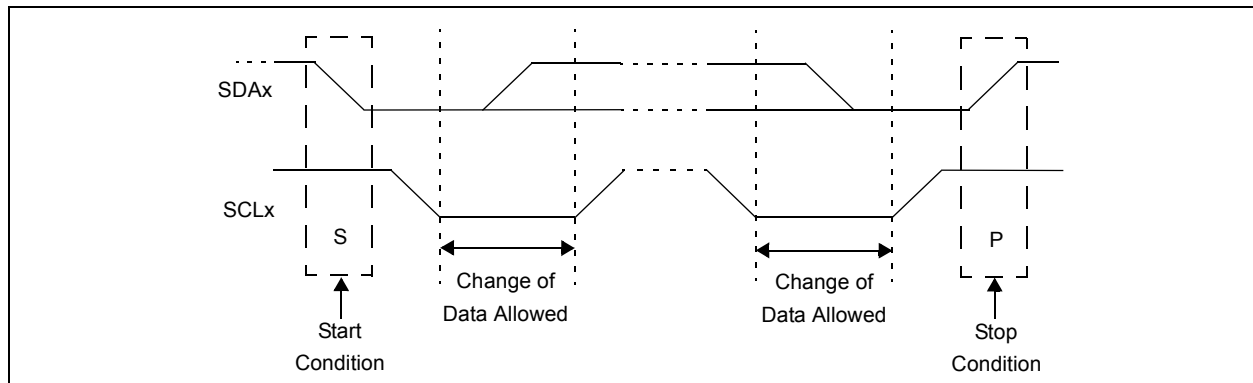 SDAx
SCLx
S
P
Change of
Data Allowed
Change of
Data Allowed
Start
Condition
Stop
Condition